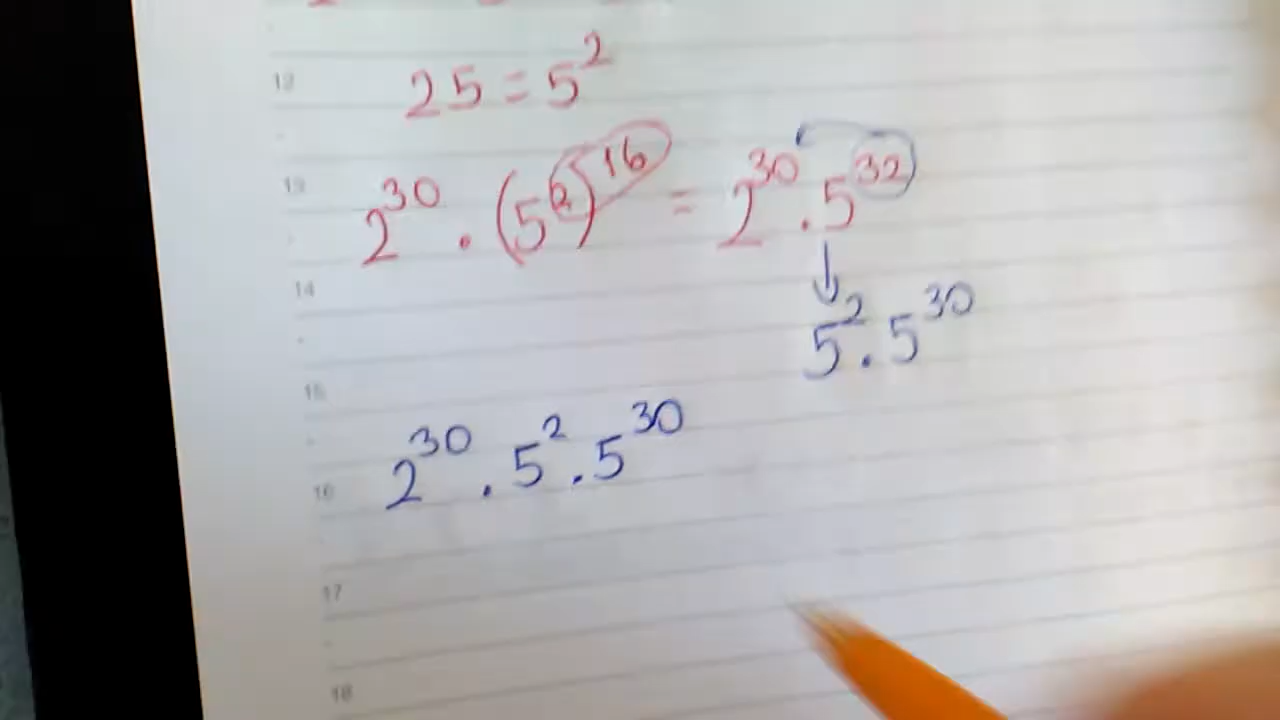 12 25 = 5²
13 2³⁰ . (5²)¹⁶ = 2³⁰ . 5³²
14 5² . 5³⁰
15
16 2³⁰ . 5² . 5³⁰
17
18